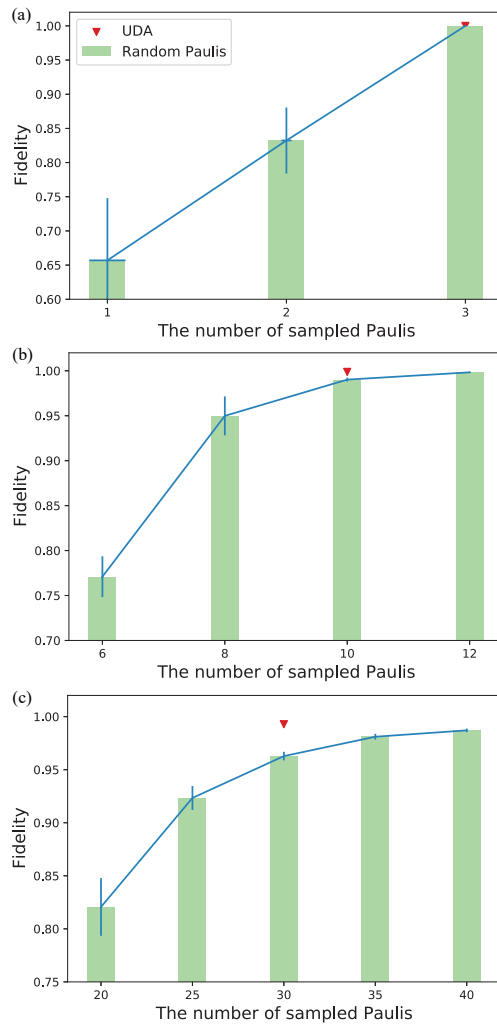 (a)
UDA
Random Paulis
1.00
0.95
0.90
0.85
0.80
0.75
0.70
0.65
0.60
Fidelity
1 2 3
The number of sampled Paulis
(b)
1.00
0.95
0.90
0.85
0.80
0.75
0.70
Fidelity
6 8 10 12
The number of sampled Paulis
(c)
1.00
0.95
0.90
0.85
0.80
0.75
Fidelity
20 25 30 35 40
The number of sampled Paulis